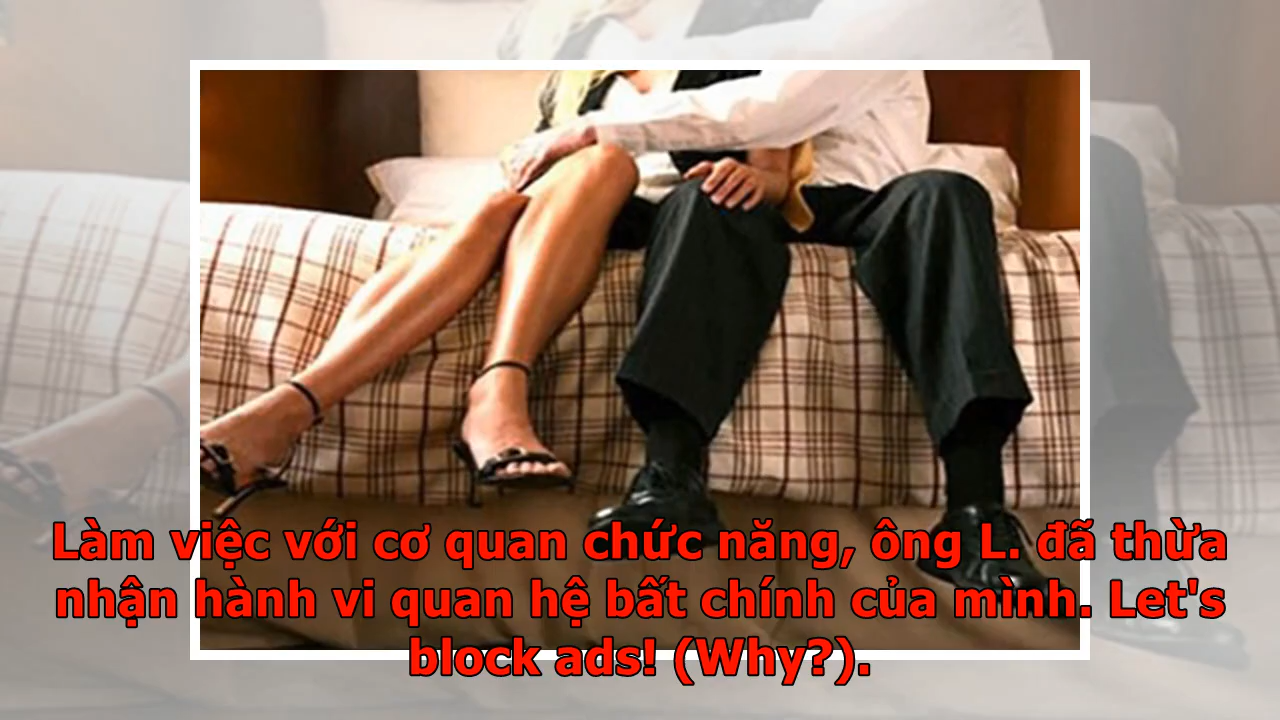 Làm việc với cơ quan chức năng, ông L. đã thừa
nhận hành vi quan hệ bất chính của mình. Let's
block ads! (Why?).